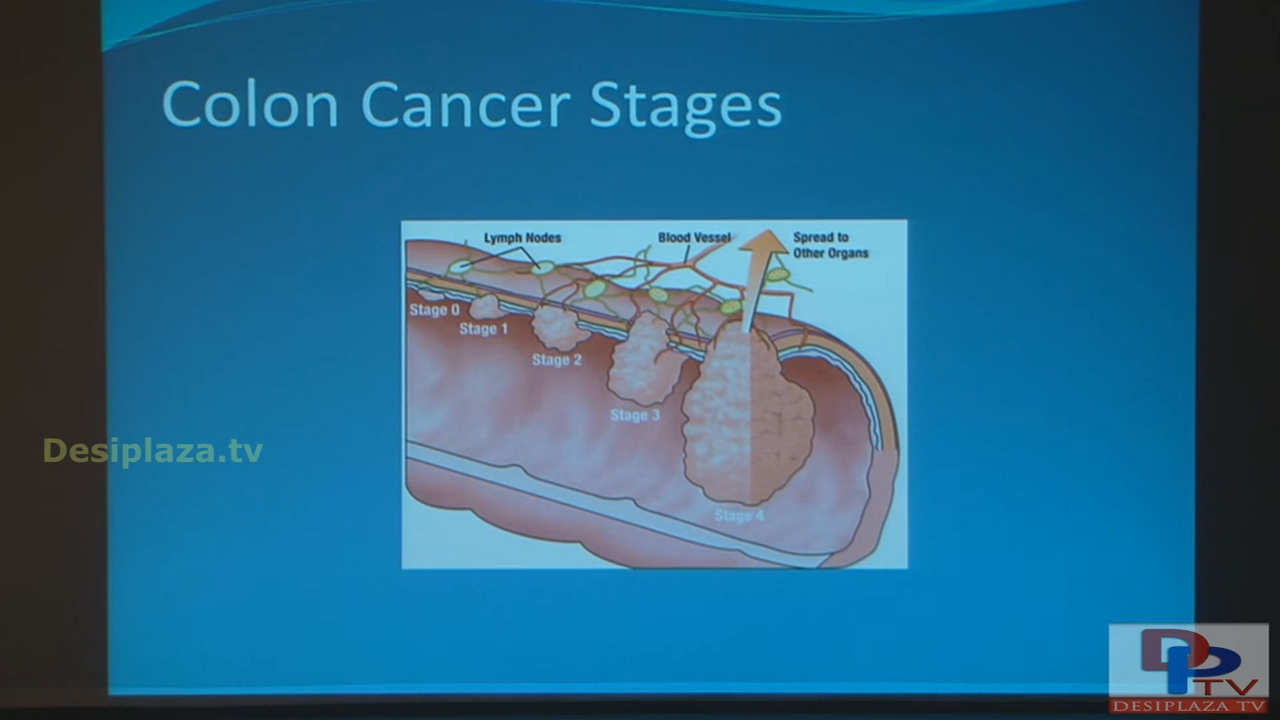 Colon Cancer Stages
Lymph Nodes
Blood Vessel
Spread to
Other Organs
Stage 0
Stage 1
Stage 2
Stage 3
Stage 4
Desiplaza.tv
DP
TV
DESIPLAZA TV